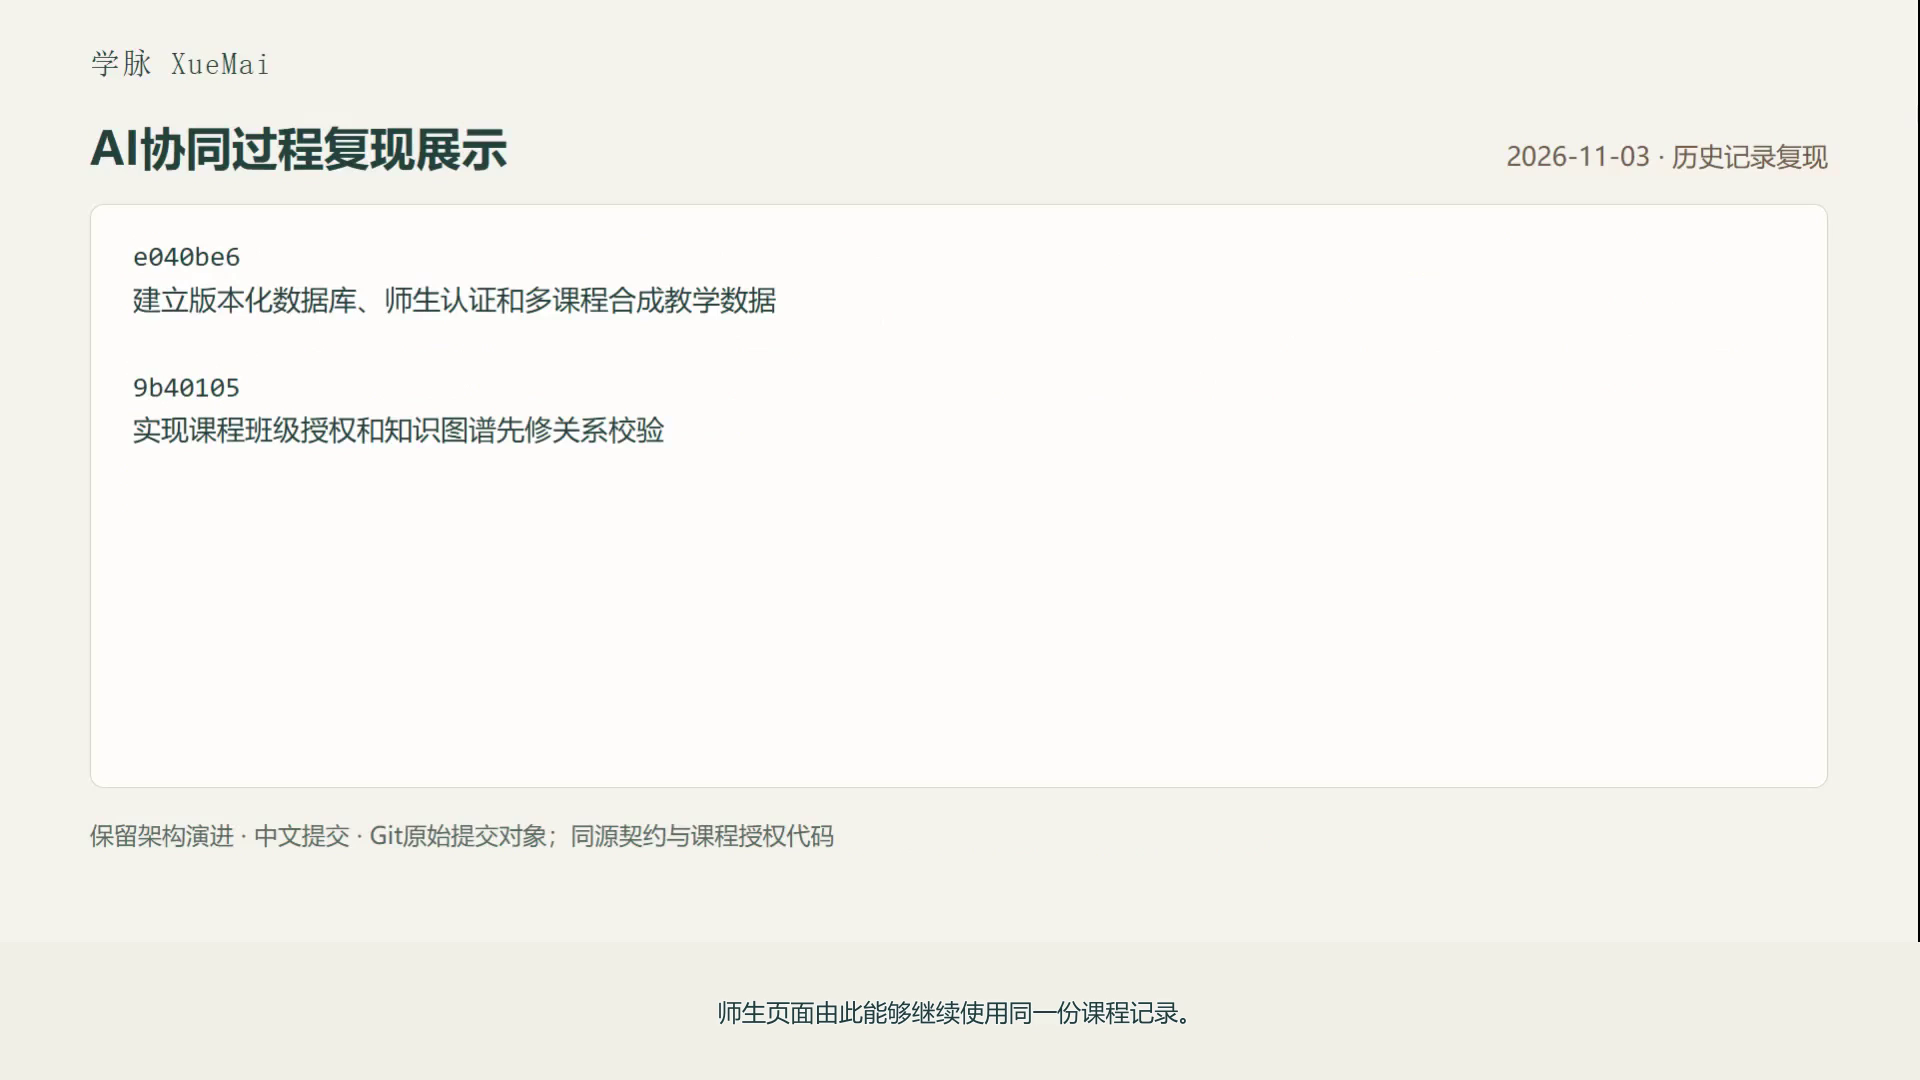 学脉 XueMai
AI协同过程复现展示
2026-11-03 · 历史记录复现
e040be6
建立版本化数据库、师生认证和多课程合成教学数据
9b40105
实现课程班级授权和知识图谱先修关系校验
保留架构演进 · 中文提交 · Git原始提交对象；同源契约与课程授权代码
师生页面由此能够继续使用同一份课程记录。